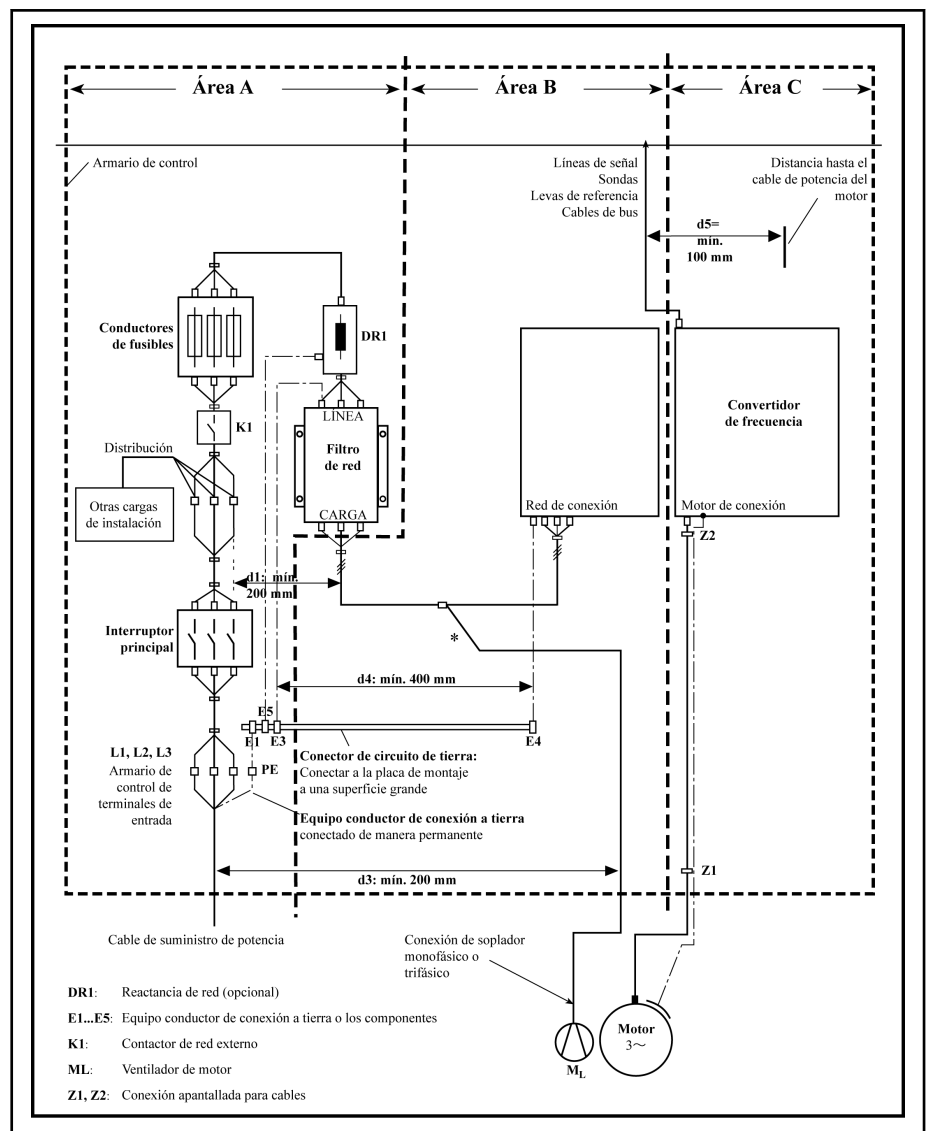 Área A
Área B
Área C
Armario de control
Líneas de señal
Sondas
Levas de referencia
Cables de bus
Distancia hasta el
cable de potencia del
motor
d5=
mín.
100 mm
Conductores
de fusibles
DR1
K1
LÍNEA
Filtro
de red
CARGA
Convertidor
de frecuencia
Distribución
Otras cargas
de instalación
Red de conexión
Motor de conexión
Z2
d1: mín.
200 mm
Interruptor
principal
*
d4: mín. 400 mm
E5
E1
E3
E4
L1, L2, L3
Armario de
control de
terminales de
entrada
PE
Conector de circuito de tierra:
Conectar a la placa de montaje
a una superficie grande
Equipo conductor de conexión a tierra
conectado de manera permanente
Z1
d3: mín. 200 mm
Cable de suministro de potencia
Conexión de soplador
monofásico o
trifásico
DR1: Reactancia de red (opcional)
E1...E5: Equipo conductor de conexión a tierra o los componentes
K1: Contactor de red externo
ML: Ventilador de motor
Z1, Z2: Conexión apantallada para cables
ML
Motor
3~